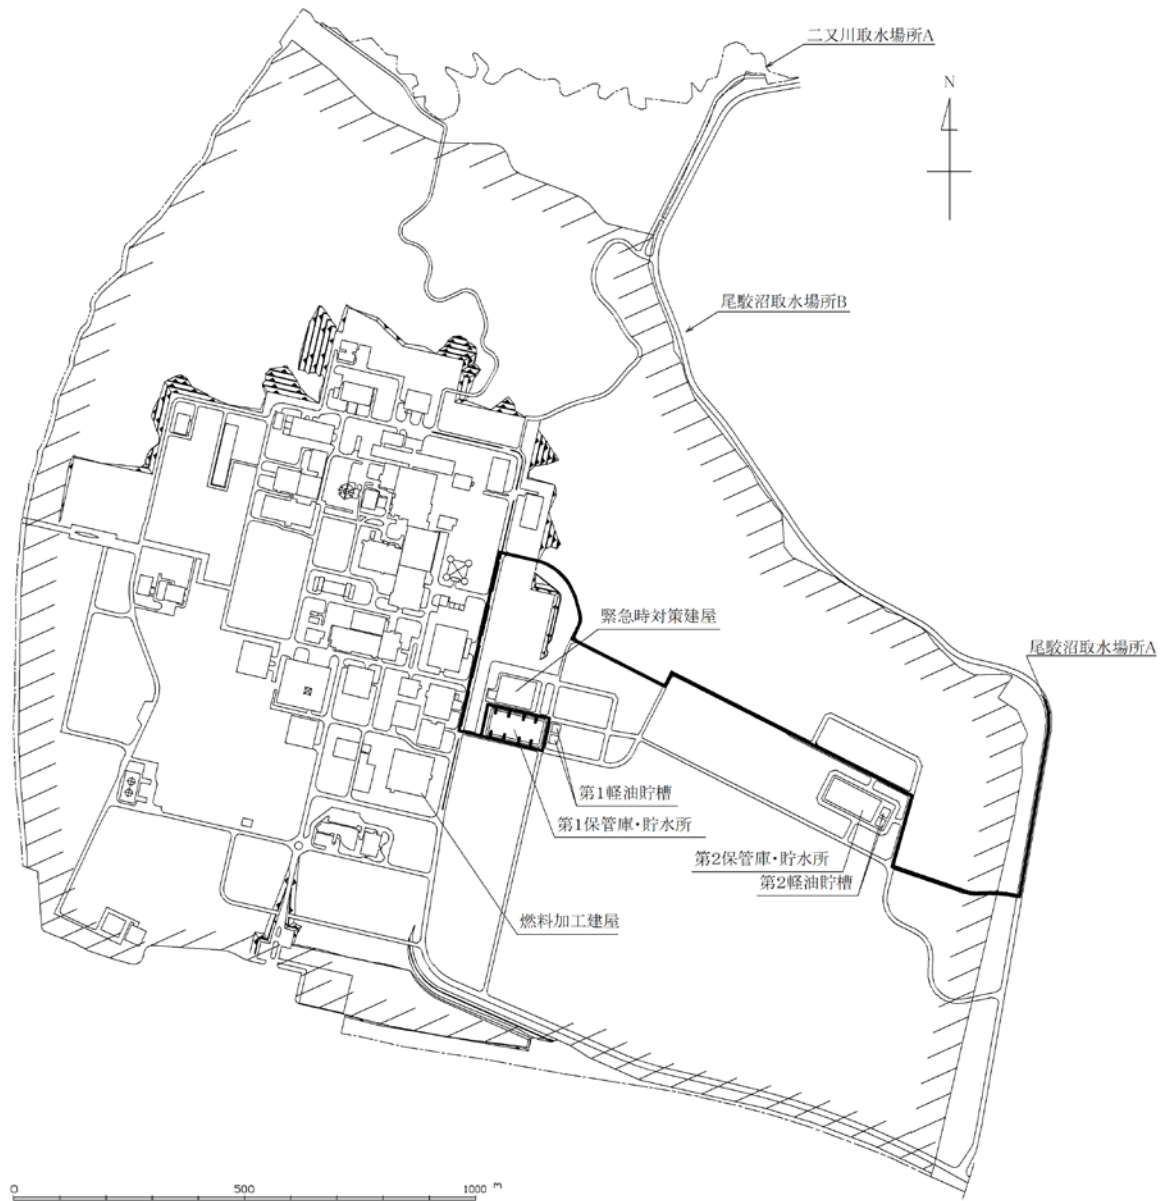 二又川取水場所A
N
尾駮沼取水場所B
緊急時対策建屋
尾駮沼取水場所A
第1軽油貯槽
第1保管庫・貯水所
第2保管庫・貯水所
第2軽油貯槽
燃料加工建屋
0 500 1000 m